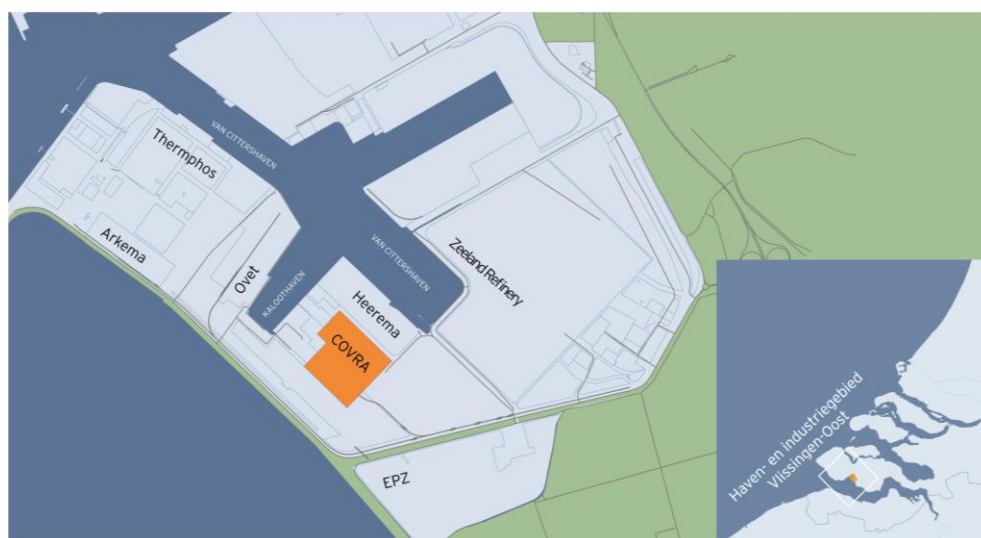 VAN CITTERSHAVEN
Thermphos
Arkema
Ovet
KALOOTHAVEN
VAN CITTERSHAVEN
Zeeland Refinery
Heerema
COVRA
EPZ
Haven- en industriegebied
Vlissingen-Oost